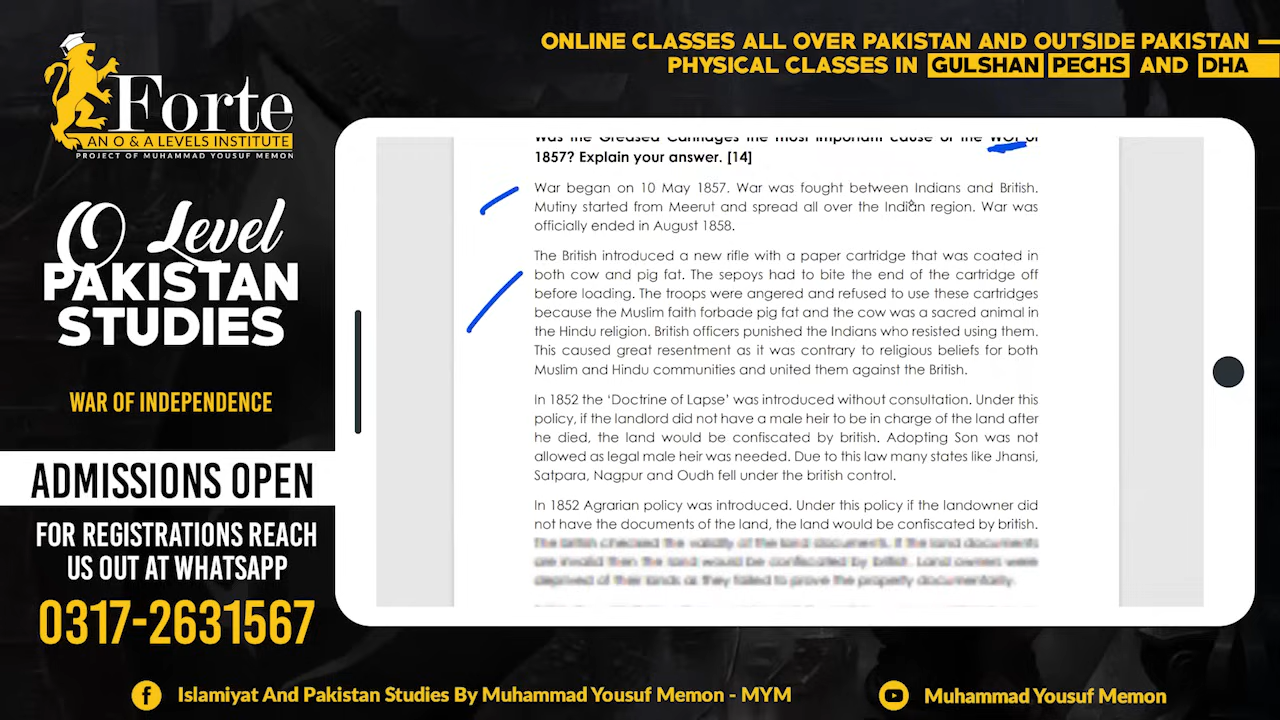 Forte
AN O & A LEVELS INSTITUTE
PROJECT OF MUHAMMAD YOUSUF MEMON
O Level
PAKISTAN
STUDIES
WAR OF INDEPENDENCE
ADMISSIONS OPEN
FOR REGISTRATIONS REACH
US OUT AT WHATSAPP
0317-2631567
ONLINE CLASSES ALL OVER PAKISTAN AND OUTSIDE PAKISTAN
PHYSICAL CLASSES IN GULSHAN PECHS AND DHA
Was the Greased Cartridges the most important cause of the WOI of
1857? Explain your answer. [14]
War began on 10 May 1857. War was fought between Indians and British.
Mutiny started from Meerut and spread all over the Indian region. War was
officially ended in August 1858.
The British introduced a new rifle with a paper cartridge that was coated in
both cow and pig fat. The sepoys had to bite the end of the cartridge off
before loading. The troops were angered and refused to use these cartridges
because the Muslim faith forbade pig fat and the cow was a sacred animal in
the Hindu religion. British officers punished the Indians who resisted using them.
This caused great resentment as it was contrary to religious beliefs for both
Muslim and Hindu communities and united them against the British.
In 1852 the ‘Doctrine of Lapse’ was introduced without consultation. Under this
policy, if the landlord did not have a male heir to be in charge of the land after
he died, the land would be confiscated by british. Adopting Son was not
allowed as legal male heir was needed. Due to this law many states like Jhansi,
Satpara, Nagpur and Oudh fell under the british control.
In 1852 Agrarian policy was introduced. Under this policy if the landowner did
not have the documents of the land, the land would be confiscated by british.
Islamiyat And Pakistan Studies By Muhammad Yousuf Memon - MYM
Muhammad Yousuf Memon